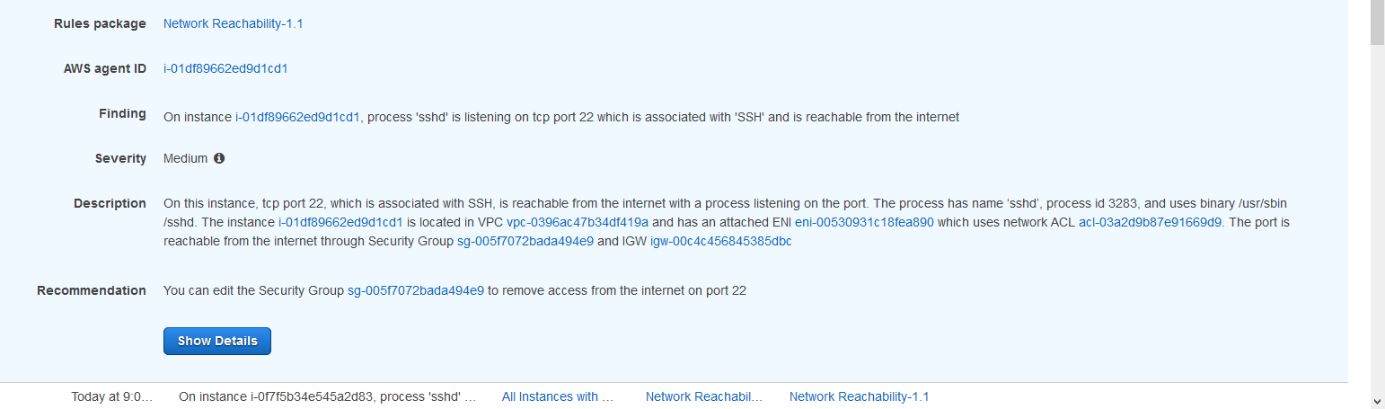 Rules package Network Reachability-1.1
AWS agent ID i-01df89662ed9d1cd1
Finding On instance i-01df89662ed9d1cd1, process 'sshd' is listening on tcp port 22 which is associated with 'SSH' and is reachable from the internet
Severity Medium
Description On this instance, tcp port 22, which is associated with SSH, is reachable from the internet with a process listening on the port. The process has name 'sshd', process id 3283, and uses binary /usr/sbin
/sshd. The instance i-01df89662ed9d1cd1 is located in VPC vpc-0396ac47b34df419a and has an attached ENI eni-00530931c18fea890 which uses network ACL acl-03a2d9b87e91669d9. The port is
reachable from the internet through Security Group sg-005f7072bada494e9 and IGW igw-00c4c456845385dbc
Recommendation You can edit the Security Group sg-005f7072bada494e9 to remove access from the internet on port 22
Show Details
Today at 9:0... On instance i-0f7f5b34e545a2d83, process 'sshd' ... All Instances with ... Network Reachabil... Network Reachability-1.1